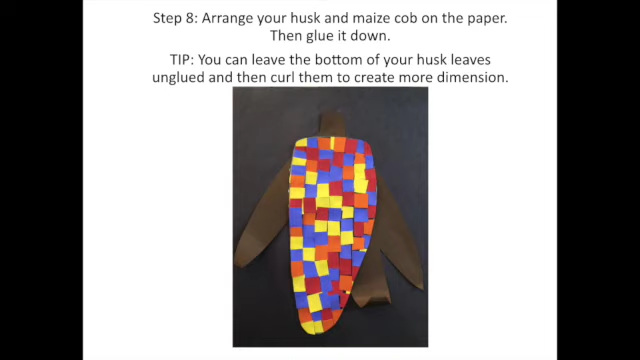 Step 8: Arrange your husk and maize cob on the paper.
Then glue it down.
TIP: You can leave the bottom of your husk leaves
unglued and then curl them to create more dimension.